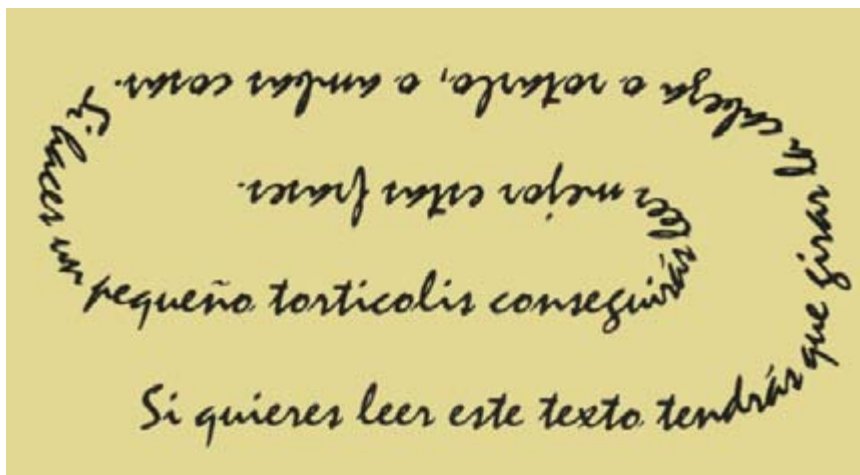 Si quieres leer este texto tendrás que girar la cabeza o rotarlo, o ambas cosas.
Si haces un pequeño torticolis conseguirás leer mejor estas frases.